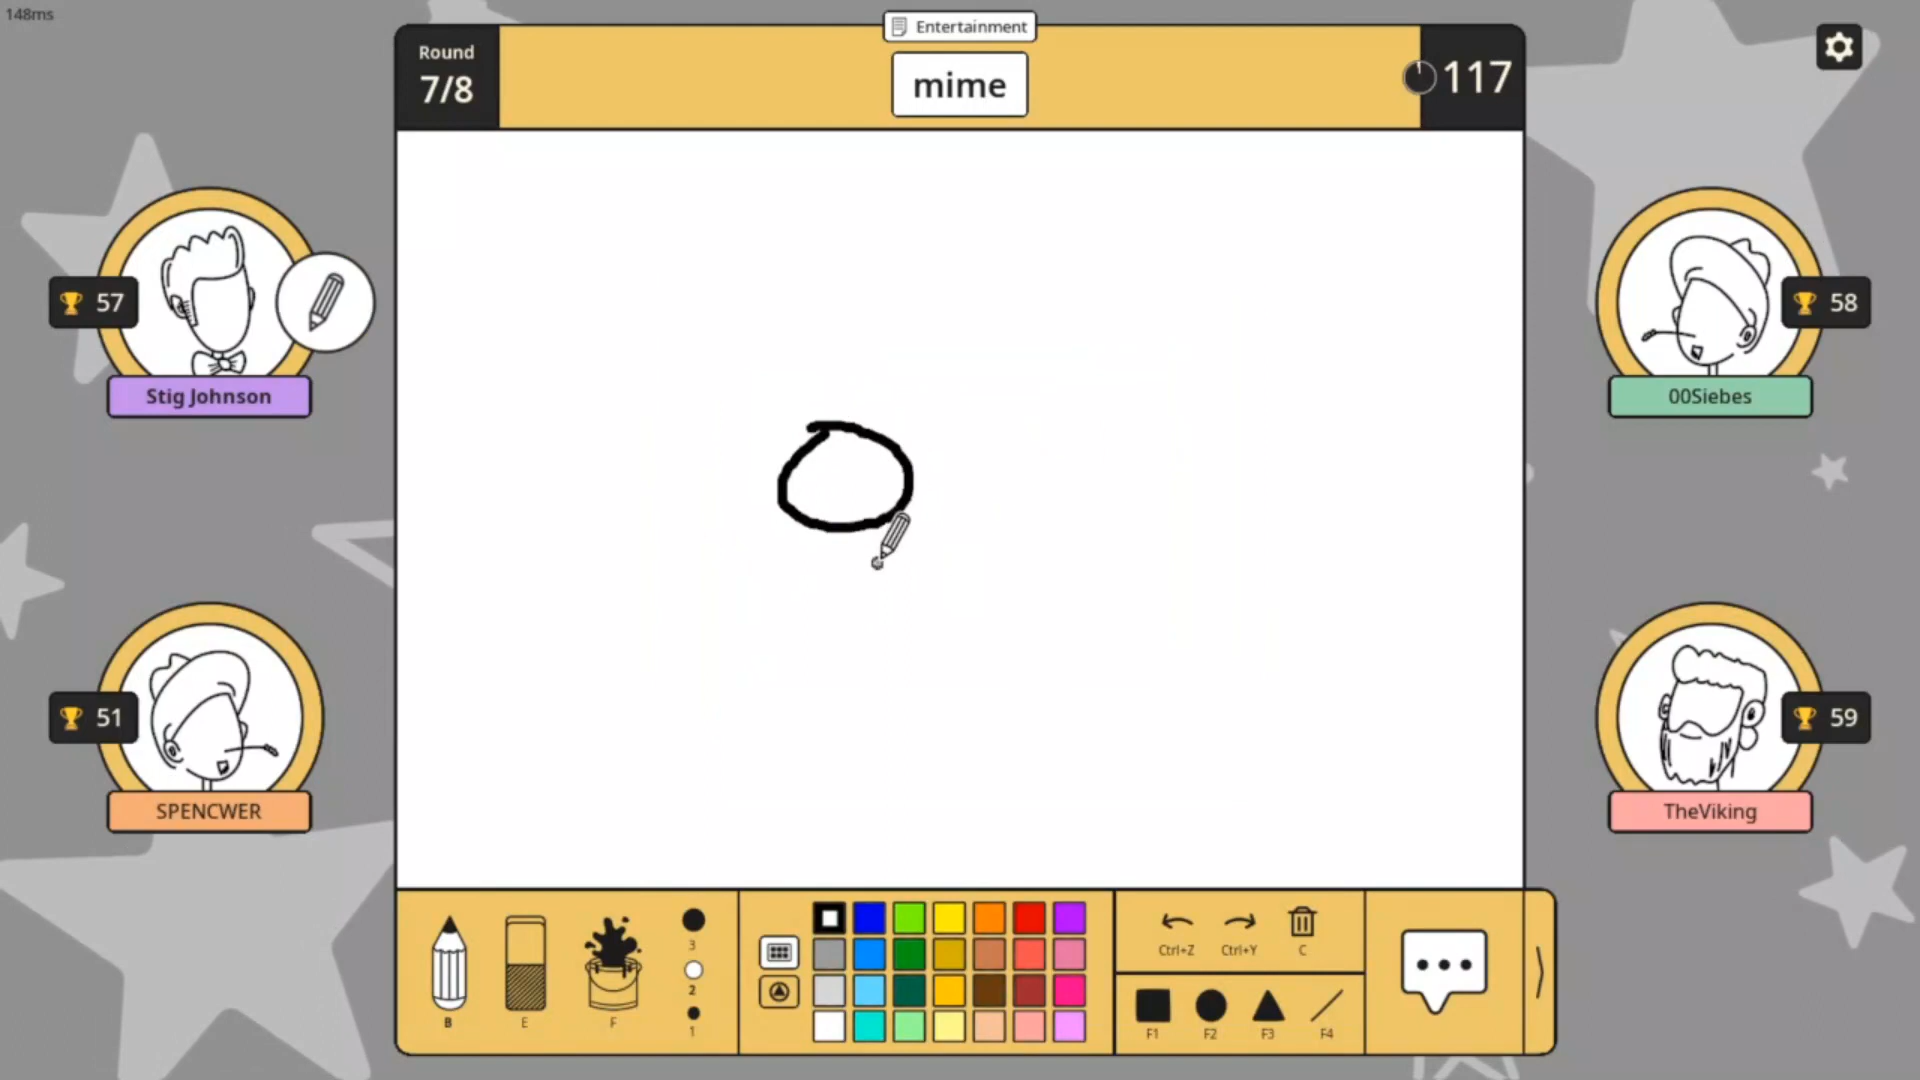 148ms
Entertainment
Round
7/8
mime
117
57
Stig Johnson
58
00Siebes
51
SPENCWER
59
TheViking
3
2
1
B
E
F
Ctrl+Z
Ctrl+Y
C
F1
F2
F3
F4